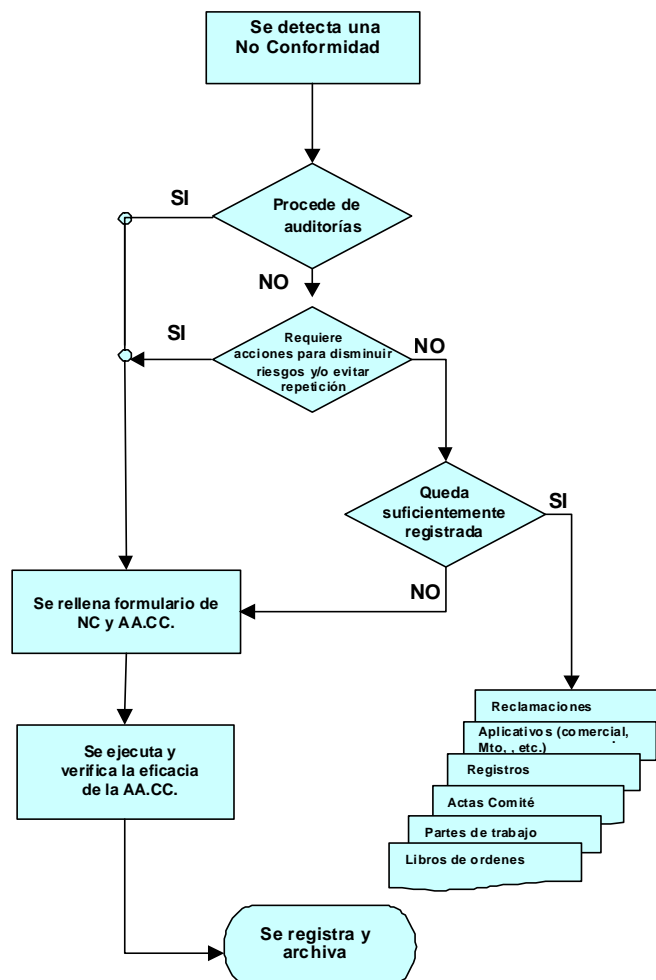 Se detecta una
No Conformidad
SI
Procede de
auditorías
NO
SI
Requiere
acciones para disminuir
riesgos y/o evitar
repetición
NO
Queda
suficientemente
registrada
SI
NO
Se rellena formulario de
NC y AA.CC.
Reclamaciones
Aplicativos (comercial,
Mto, , etc.)
Registros
Actas Comité
Partes de trabajo
Libros de ordenes
Se ejecuta y
verifica la eficacia
de la AA.CC.
Se registra y
archiva